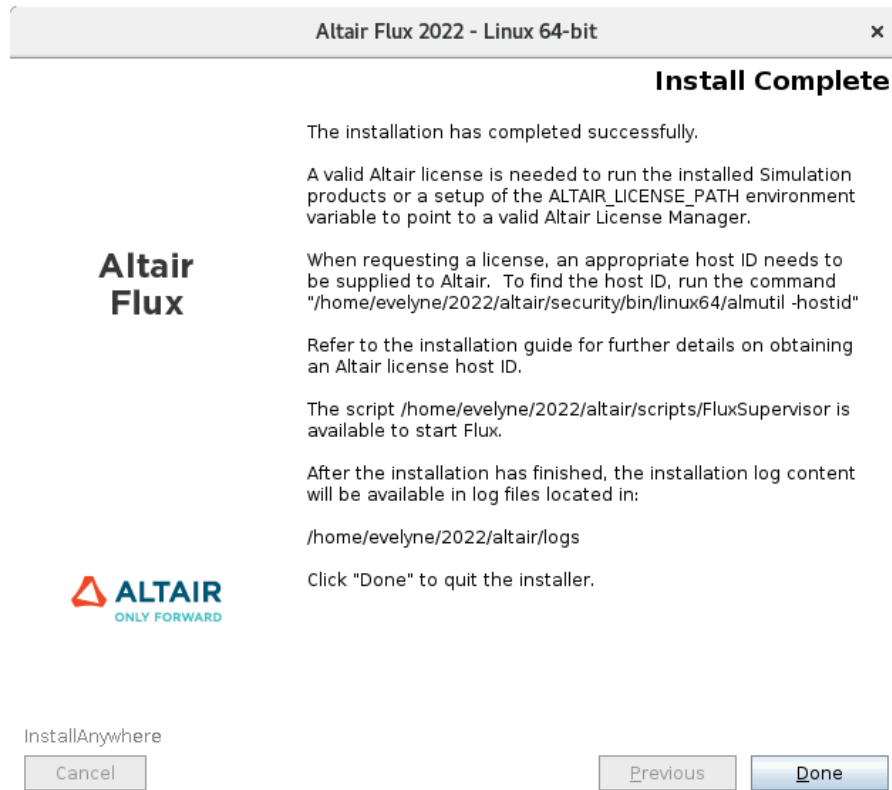 Altair Flux 2022 - Linux 64-bit
×
Install Complete
The installation has completed successfully.
A valid Altair license is needed to run the installed Simulation
products or a setup of the ALTAIR_LICENSE_PATH environment
variable to point to a valid Altair License Manager.
When requesting a license, an appropriate host ID needs to
be supplied to Altair.  To find the host ID, run the command
"/home/evelyne/2022/altair/security/bin/linux64/almutil -hostid"
Refer to the installation guide for further details on obtaining
an Altair license host ID.
The script /home/evelyne/2022/altair/scripts/FluxSupervisor is
available to start Flux.
After the installation has finished, the installation log content
will be available in log files located in:
/home/evelyne/2022/altair/logs
Click "Done" to quit the installer.
Altair
Flux
ALTAIR
ONLY FORWARD
InstallAnywhere
Cancel
Previous
Done